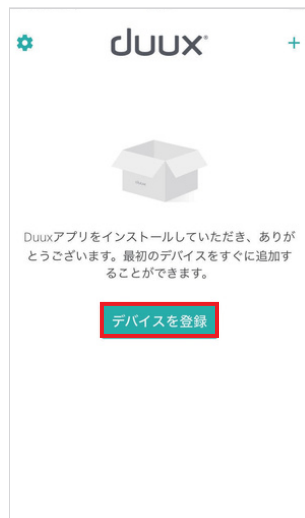 duux
Duuxアプリをインストールしていただき、ありが
とうございます。最初のデバイスをすぐに追加す
ることができます。
デバイスを登録